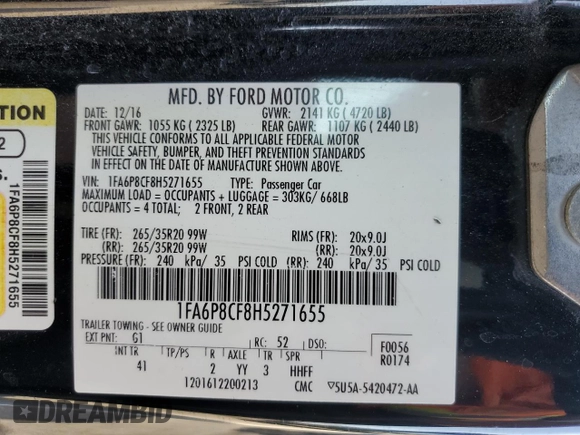 MFD. BY FORD MOTOR CO.
DATE: 12/16 GVWR: 2141 KG ( 4720 LB)
FRONT GAWR: 1055 KG ( 2325 LB) REAR GAWR: 1107 KG ( 2440 LB)
THIS VEHICLE CONFORMS TO ALL APPLICABLE FEDERAL MOTOR
VEHICLE SAFETY, BUMPER, AND THEFT PREVENTION STANDARDS
IN EFFECT ON THE DATE OF MANUFACTURE SHOWN ABOVE.
VIN: 1FA6P8CF8H5271655 TYPE: Passenger Car
MAXIMUM LOAD = OCCUPANTS + LUGGAGE = 303KG/ 668LB
OCCUPANTS = 4 TOTAL; 2 FRONT, 2 REAR
TIRE (FR): 265/35R20 99W RIMS (FR): 20x9.0J
(RR): 265/35R20 99W (RR): 20x9.0J
PRESSURE (FR): 240 kPa/ 35 PSI COLD (RR): 240 kPa/ 35 PSI COLD
1FA6P8CF8H5271655
TRAILER TOWING - SEE OWNER GUIDE
EXT PNT: G1 RC: 52 DSO: F0056
INT TR TP/PS R AXLE TR SPR R0174
41 2 YY 3 HHFF
1201612200213 CMC ▽5U5A-5420472-AA
TION
2
S.
1FA6P8CF8H5271655
DREAMBID